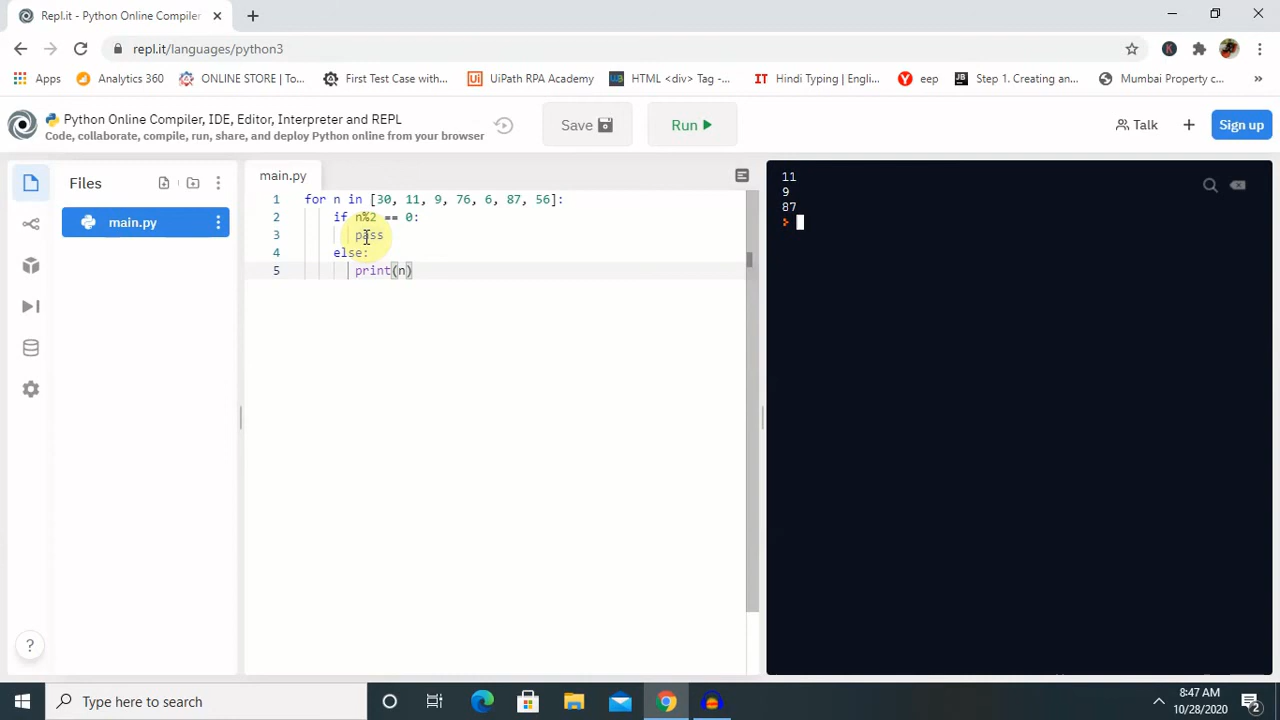 Repl.it - Python Online Compiler
repl.it/languages/python3
K
Apps Analytics 360 ONLINE STORE | To... First Test Case with... Ui UiPath RPA Academy HTML <div> Tag -... IT Hindi Typing | Engli... eep JB Step 1. Creating an... Mumbai Property c... »
Python Online Compiler, IDE, Editor, Interpreter and REPL
Code, collaborate, compile, run, share, and deploy Python online from your browser
Save Run Talk Sign up
Files
main.py
main.py
1 for n in [30, 11, 9, 76, 6, 87, 56]:
2 if n%2 == 0:
3 pass
4 else:
5 print(n)
11
9
87
?
Type here to search
8:47 AM
10/28/2020
2